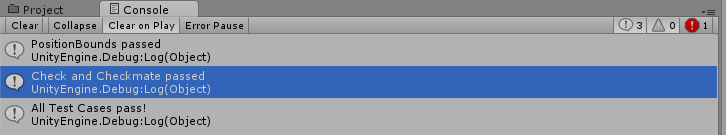 Project
Console
Clear Collapse Clear on Play Error Pause 3 0 1
PositionBounds passed
UnityEngine.Debug:Log(Object)
Check and Checkmate passed
UnityEngine.Debug:Log(Object)
All Test Cases pass!
UnityEngine.Debug:Log(Object)